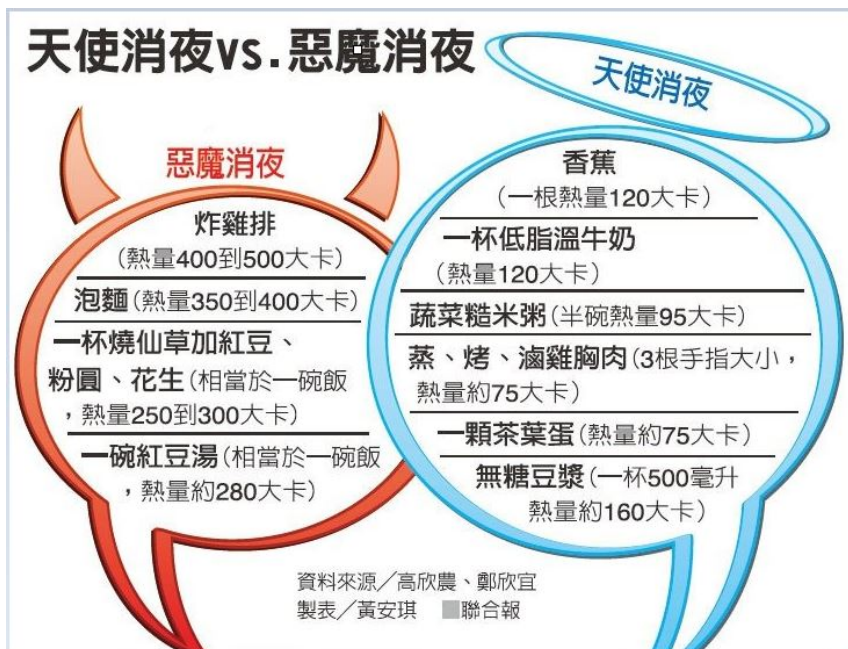 天使消夜vs.惡魔消夜
惡魔消夜
炸雞排
(熱量400到500大卡)
泡麵(熱量350到400大卡)
一杯燒仙草加紅豆、
粉圓、花生(相當於一碗飯
，熱量250到300大卡)
一碗紅豆湯(相當於一碗飯
，熱量約280大卡)
天使消夜
香蕉
(一根熱量120大卡)
一杯低脂溫牛奶
(熱量120大卡)
蔬菜糙米粥(半碗熱量95大卡)
蒸、烤、滷雞胸肉(3根手指大小，
熱量約75大卡)
一顆茶葉蛋(熱量約75大卡)
無糖豆漿(一杯500毫升
熱量約160大卡)
資料來源／高欣農、鄭欣宜
製表／黃安琪 ■聯合報